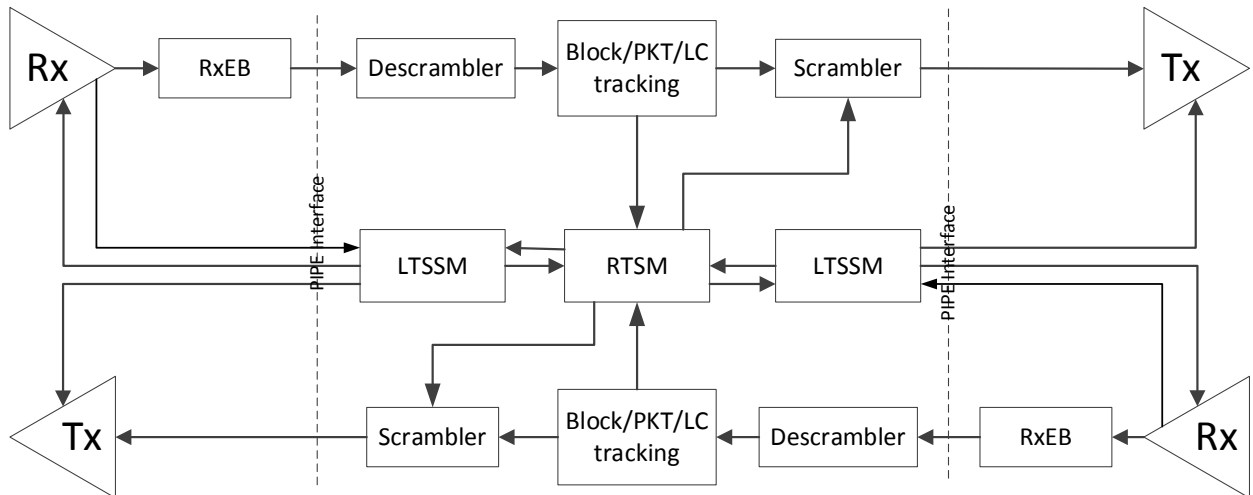 Rx
RxEB
Descrambler
Block/PKT/LC
tracking
Scrambler
Tx
PIPE Interface
LTSSM
RTSM
LTSSM
PIPE Interface
Tx
Scrambler
Block/PKT/LC
tracking
Descrambler
RxEB
Rx